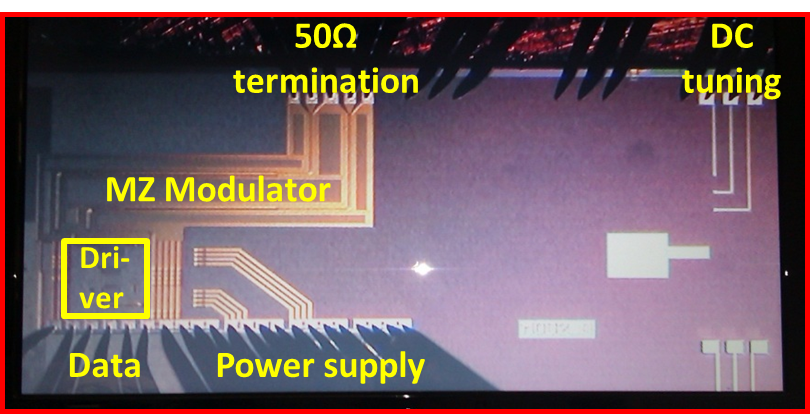 50Ω
termination
DC
tuning
MZ Modulator
Dri-
ver
Data
Power supply